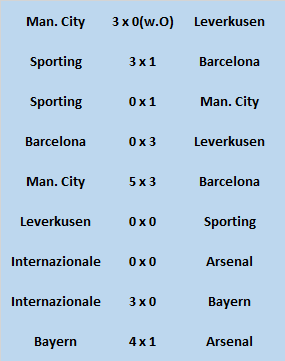 Man. City 3 x 0(w.O) Leverkusen
Sporting 3 x 1 Barcelona
Sporting 0 x 1 Man. City
Barcelona 0 x 3 Leverkusen
Man. City 5 x 3 Barcelona
Leverkusen 0 x 0 Sporting
Internazionale 0 x 0 Arsenal
Internazionale 3 x 0 Bayern
Bayern 4 x 1 Arsenal